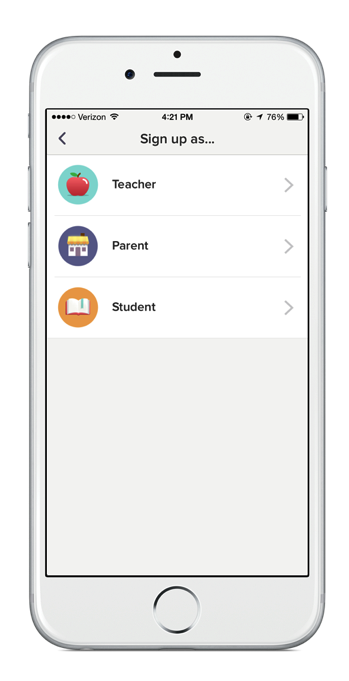 Verizon 4:21 PM 76%
Sign up as...
Teacher
Parent
Student